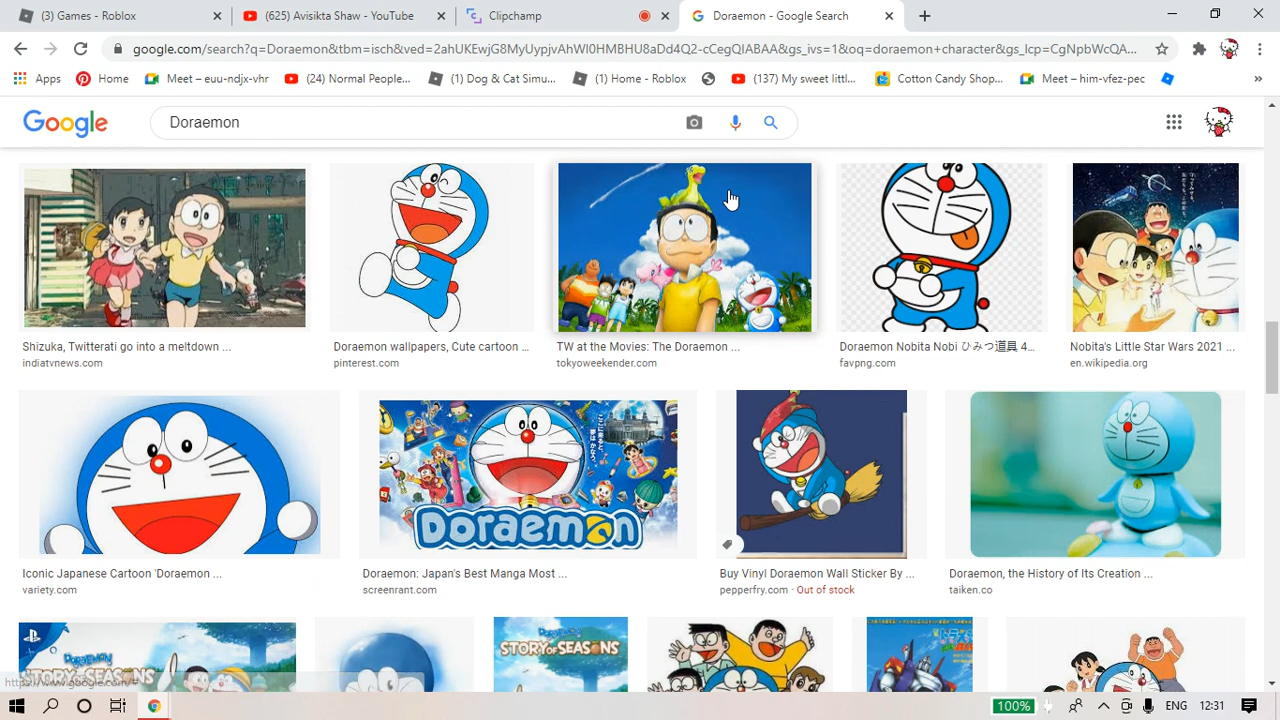 (3) Games - Roblox
(625) Avisikta Shaw - YouTube
Clipchamp
Doraemon - Google Search
google.com/search?q=Doraemon&tbm=isch&ved=2ahUKEwjG8MyUypjvAhWl0HMBHU8aDd4Q2-cCegQIABAA&gs_ivs=1&oq=doraemon+character&gs_lcp=CgNpbWcQA...
Apps
Home
Meet – euu-ndjx-vhr
(24) Normal People...
(1) Dog & Cat Simu...
(1) Home - Roblox
(137) My sweet littl...
Cotton Candy Shop...
Meet – him-vfez-pec
»
Google
Doraemon
Shizuka, Twitterati go into a meltdown ...
indiatvnews.com
Doraemon wallpapers, Cute cartoon ...
pinterest.com
TW at the Movies: The Doraemon ...
tokyoweekender.com
Doraemon Nobita Nobi ひみつ道具 4...
favpng.com
Nobita's Little Star Wars 2021 ...
en.wikipedia.org
DORAEMON
Iconic Japanese Cartoon 'Doraemon ...
variety.com
Doraemon: Japan's Best Manga Most ...
screenrant.com
Buy Vinyl Doraemon Wall Sticker By ...
pepperfry.com · Out of stock
Doraemon, the History of Its Creation ...
taiken.co
DORAEMON
STORY OF SEASONS
DORAEMON
STORY OF SEASONS
https://www.google.com/#
100%
ENG
12:31